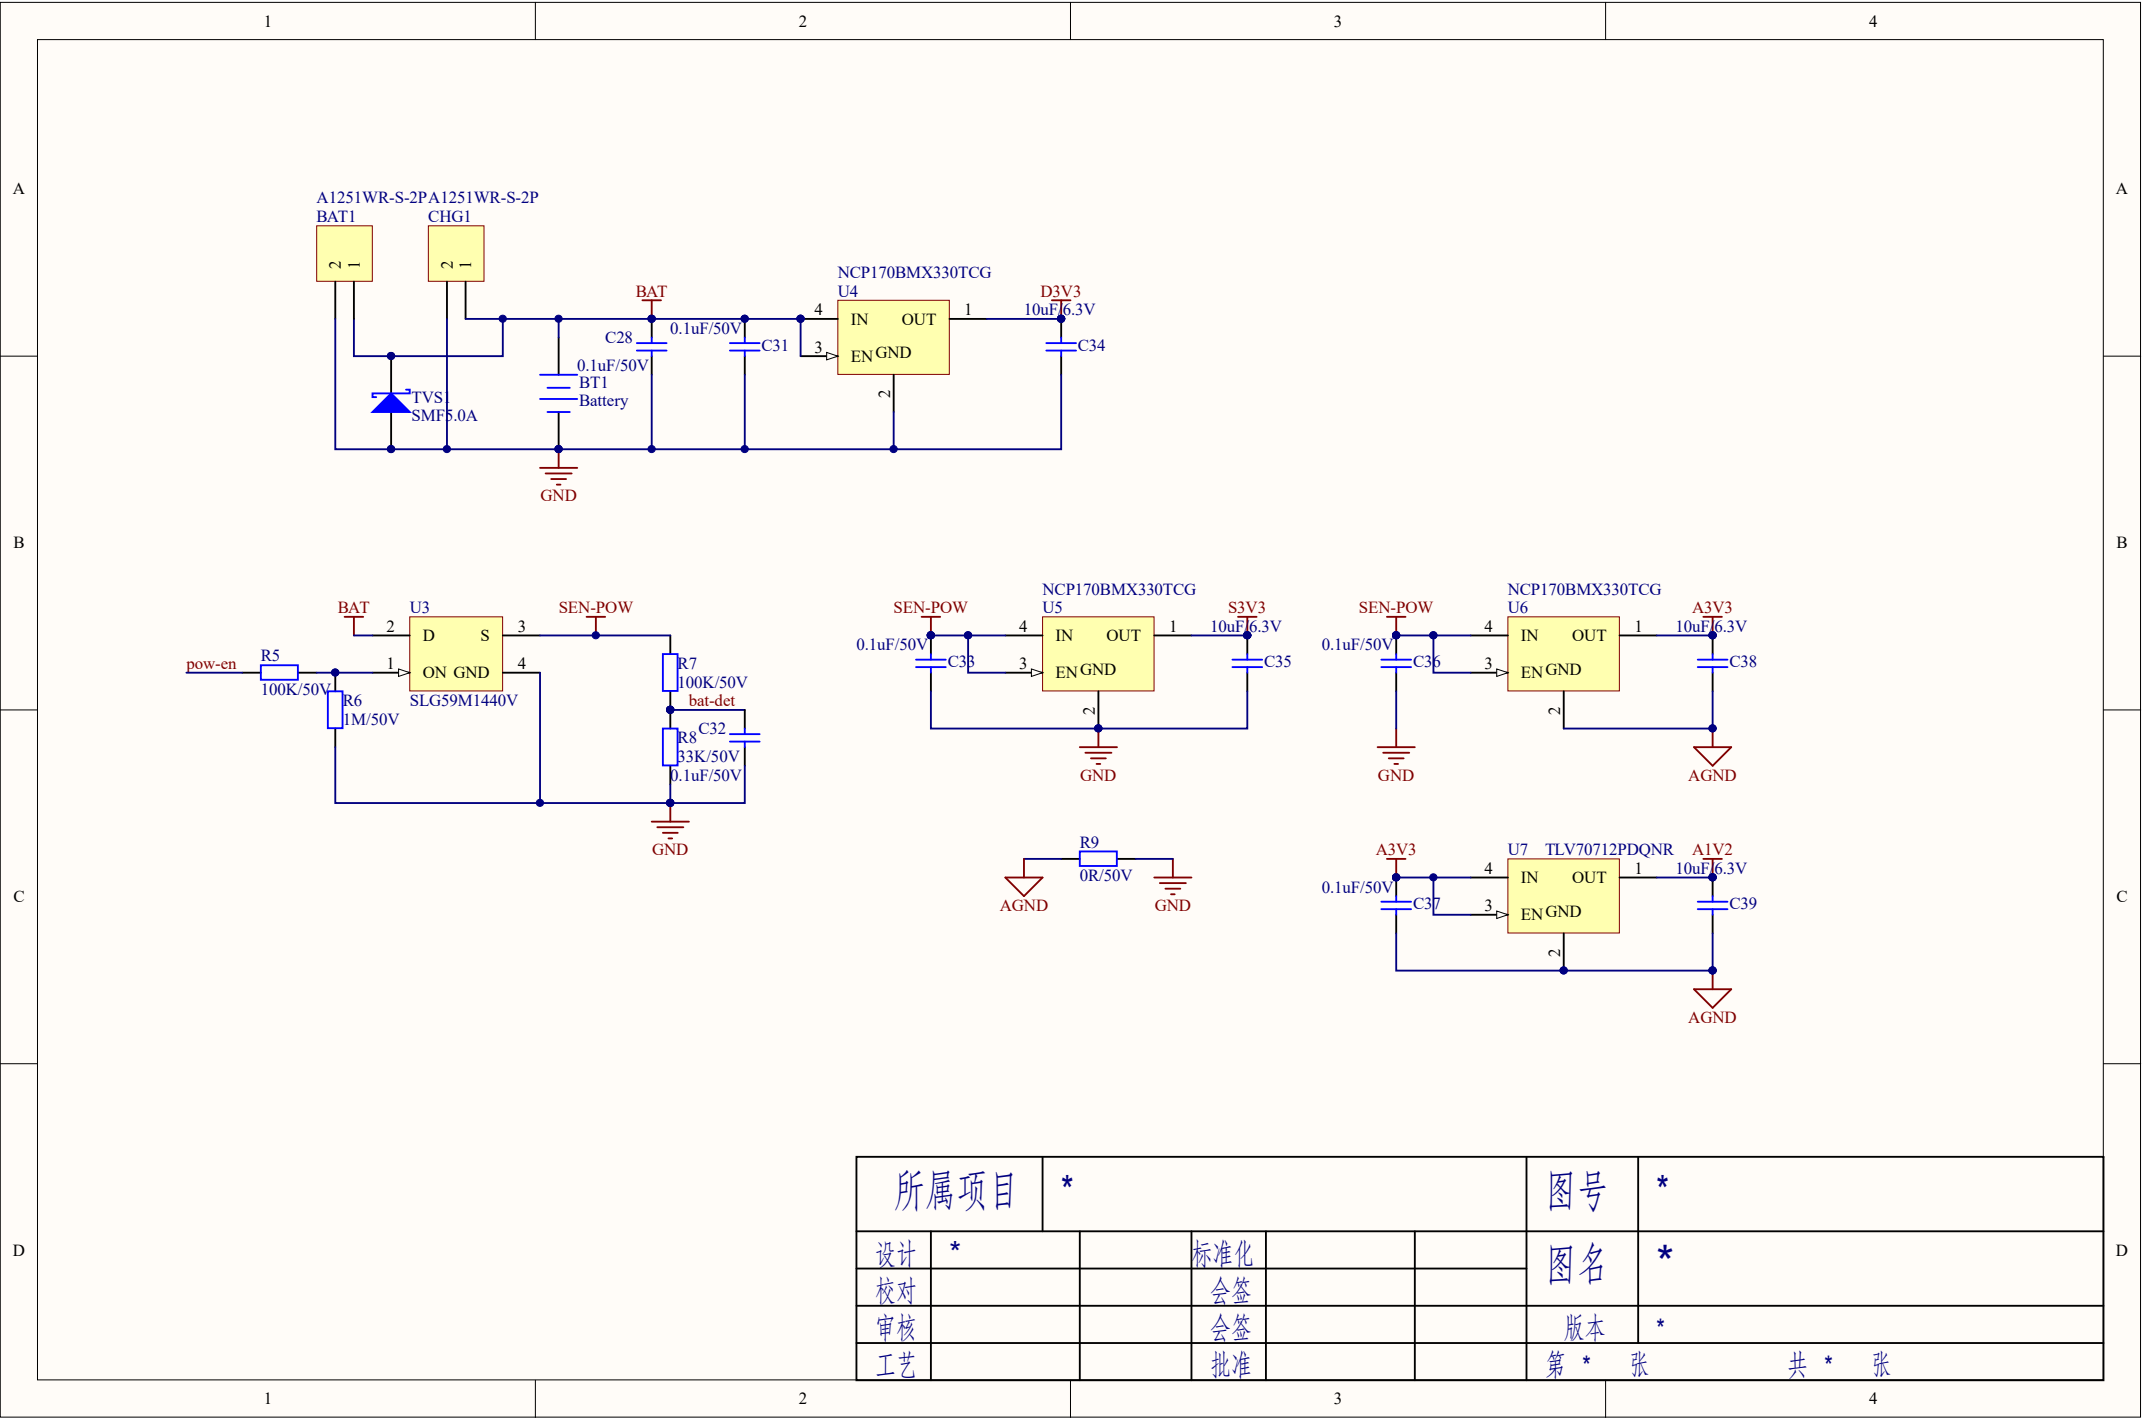 1 2 3 4
A A
A1251WR-S-2P A1251WR-S-2P
BAT1 CHG1
2 1 2 1
NCP170BMX330TCG
BAT U4 D3V3
4 IN OUT 1 10uF/6.3V
0.1uF/50V
C28 C31 C34
3 EN GND
0.1uF/50V
BT1
Battery
2
TVS1
SMF5.0A
GND
B B
BAT U3 SEN-POW
2 D S 3
pow-en R5 1 ON GND 4
100K/50V
SLG59M1440V
R6
1M/50V
R7
100K/50V
bat-det
C32
R8
33K/50V
0.1uF/50V
GND
NCP170BMX330TCG
SEN-POW U5 S3V3
4 IN OUT 1 10uF/6.3V
0.1uF/50V
C33 3 EN GND C35
2
GND
NCP170BMX330TCG
SEN-POW U6 A3V3
4 IN OUT 1 10uF/6.3V
0.1uF/50V
C36 3 EN GND C38
2
GND AGND
C C
R9
0R/50V
AGND GND
A3V3 U7 TLV70712PDQNR A1V2
4 IN OUT 1 10uF/6.3V
0.1uF/50V
C37 3 EN GND C39
2
AGND
D D
所属项目 * 图号 *
设计 * 标准化 图名 *
校对 会签
审核 会签 版本 *
工艺 批准 第 * 张 共 * 张
1 2 3 4